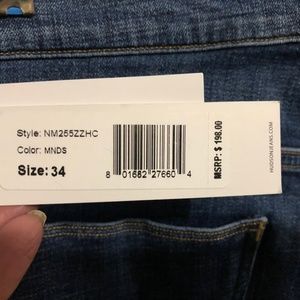 Style: NM255ZZHC
Color: MNDS
Size: 34
8 01682 27660 4
MSRP: $ 198.00
HUDSONJEANS.COM